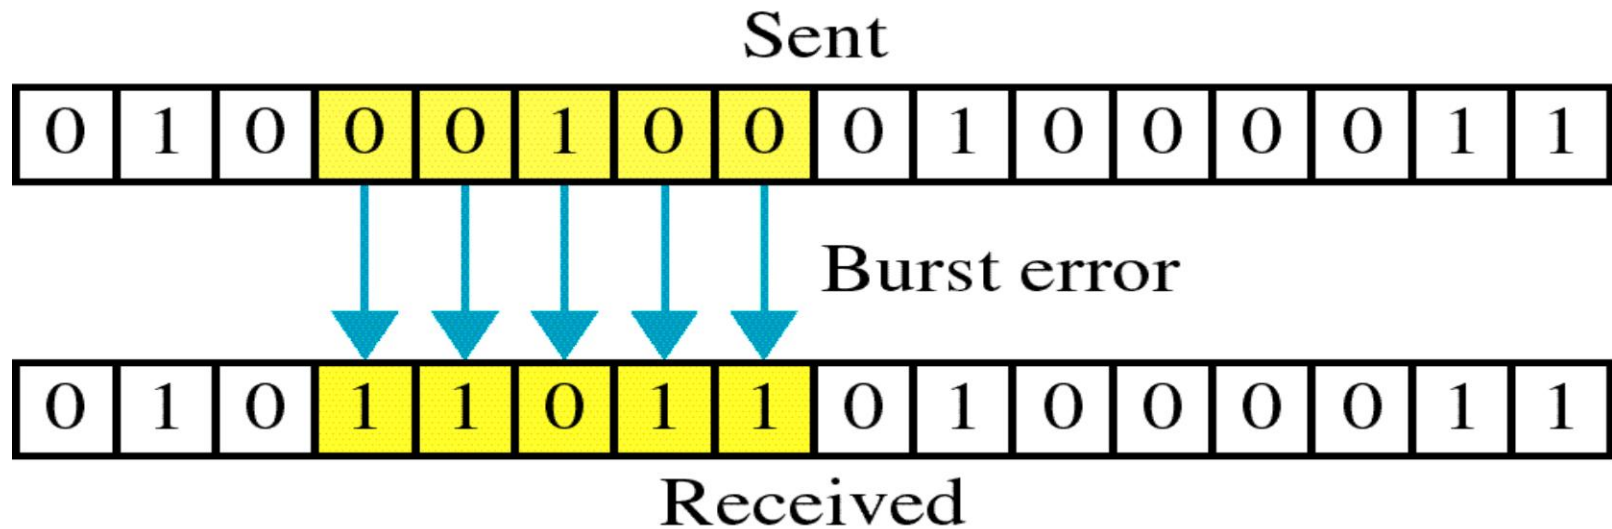 Sent
0 1 0 0 0 1 0 0 0 1 0 0 0 0 1 1
Burst error
0 1 0 1 1 0 1 1 0 1 0 0 0 0 1 1
Received